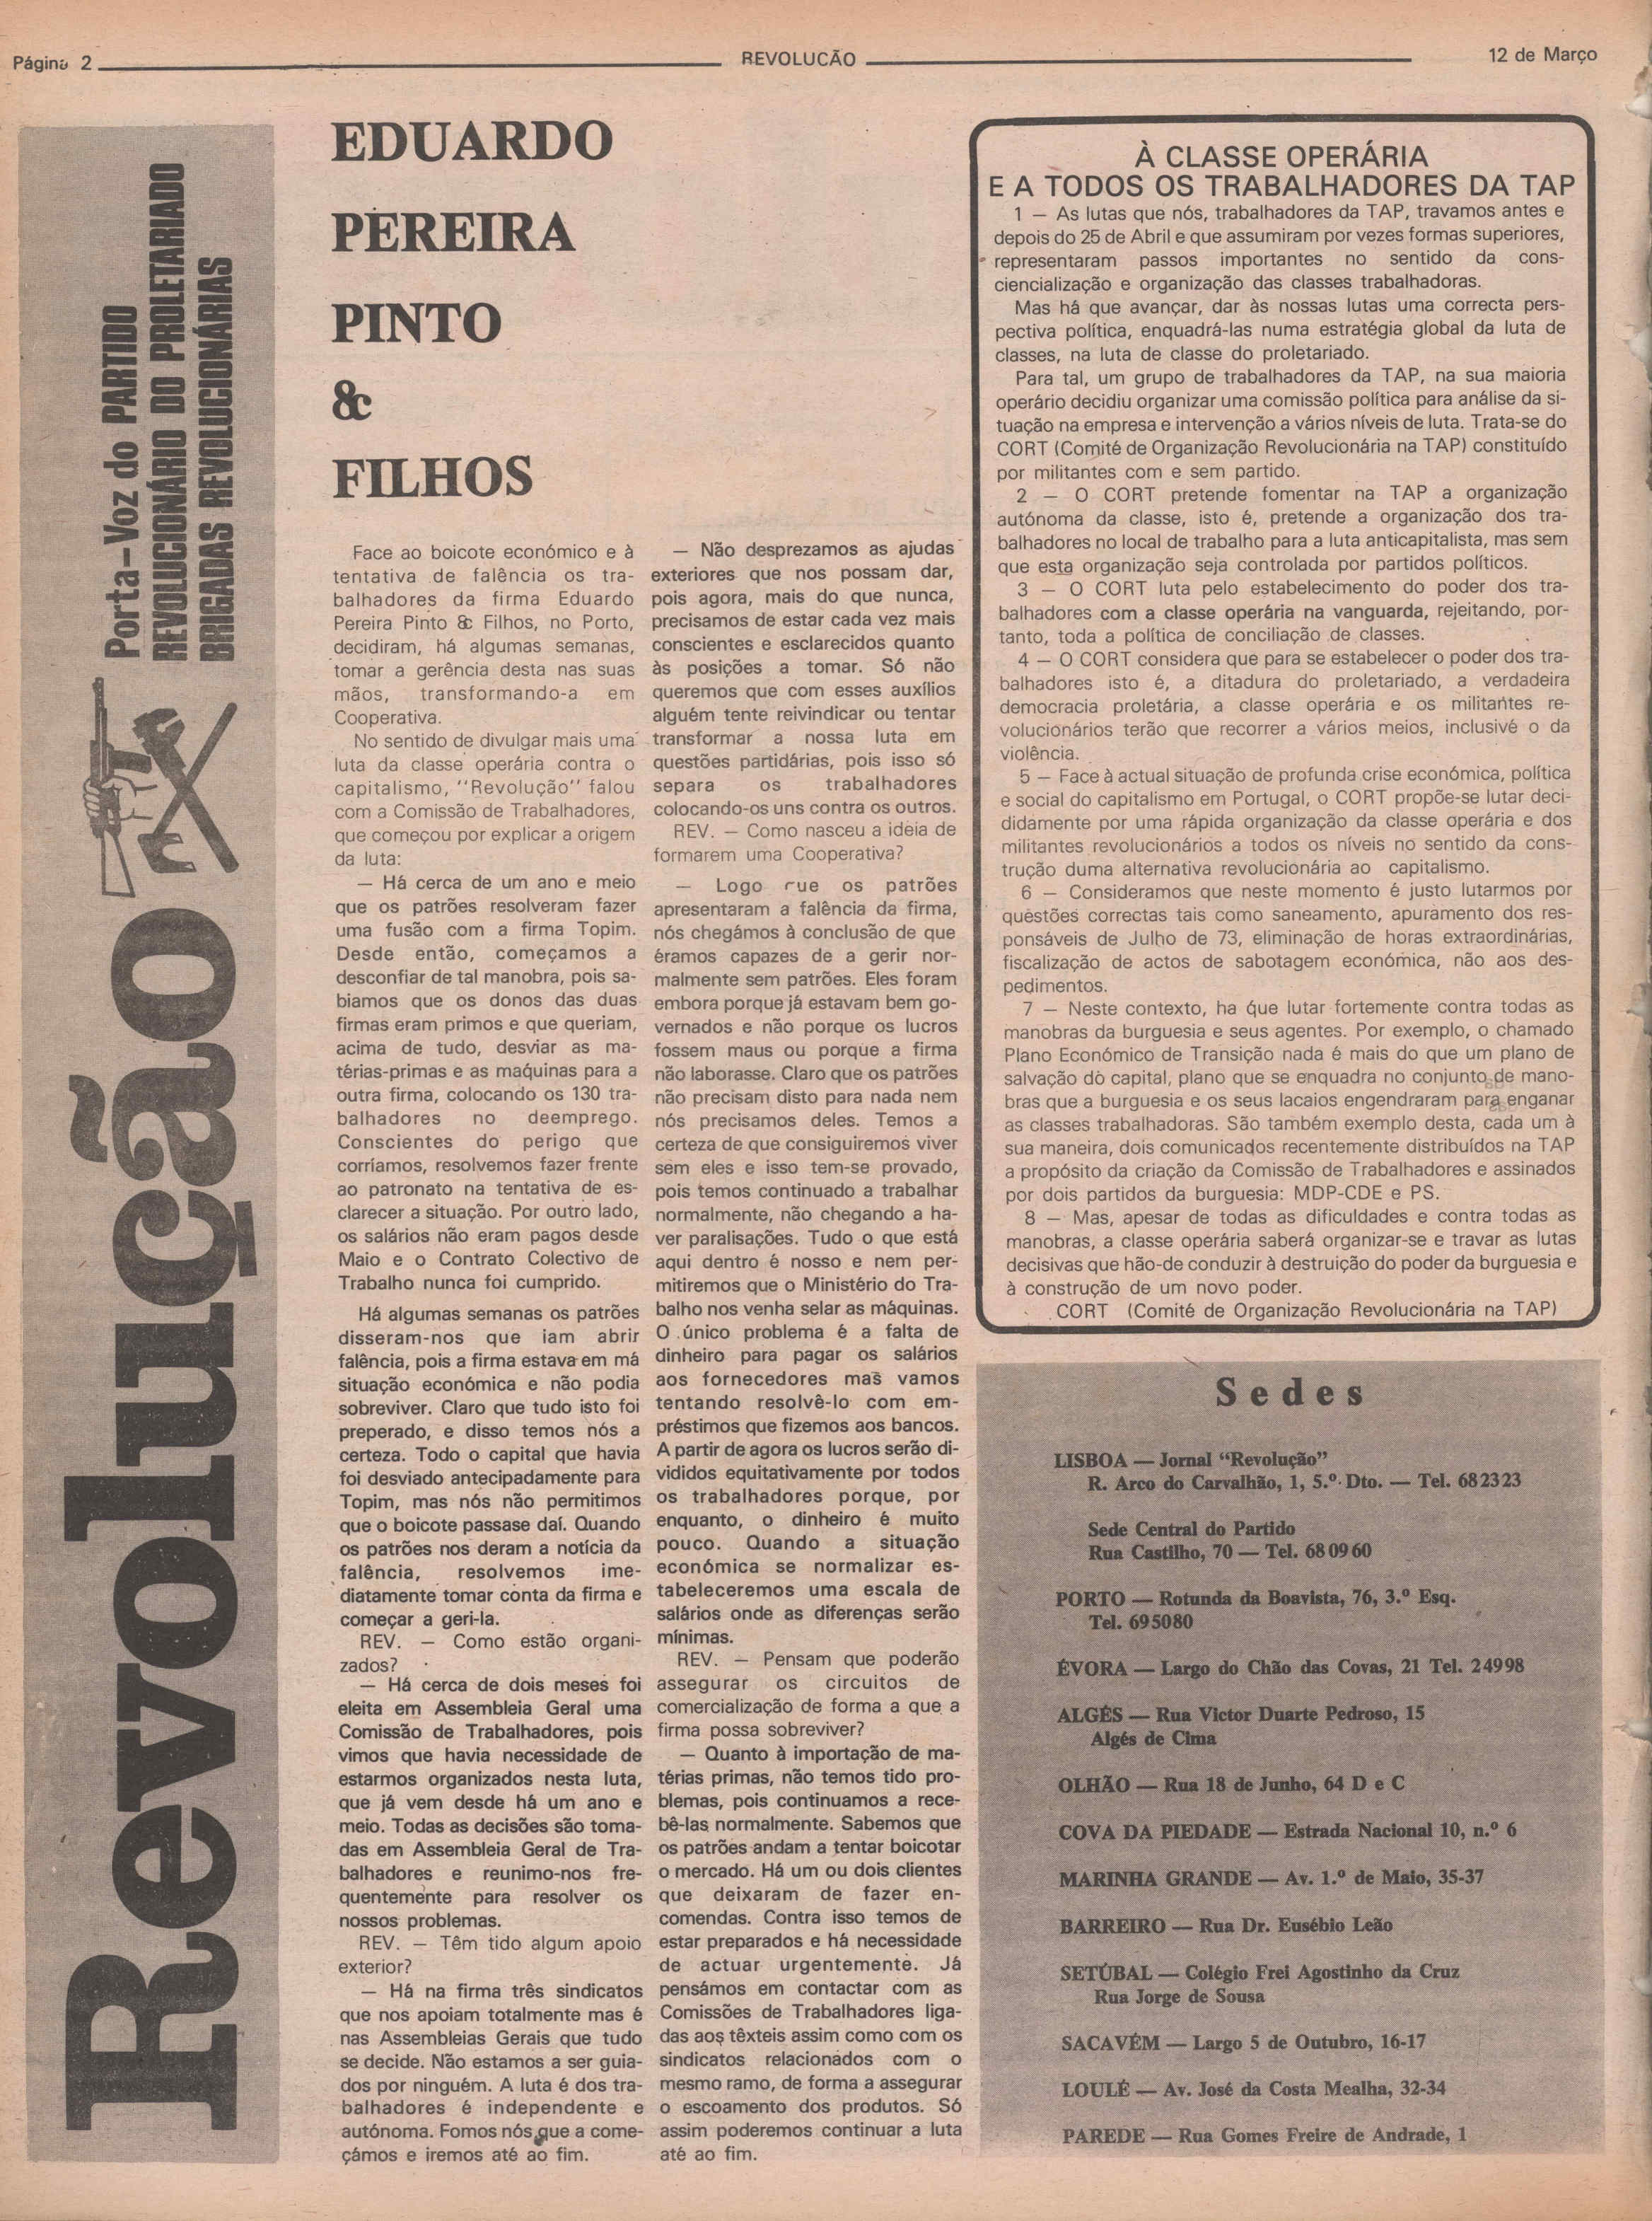 Página 2
REVOLUCÃO
12 de Março
Revolução
Porta-Voz do PARTIDO
REVOLUCIONÁRIO DO PROLETARIADO
BRIGADAS REVOLUCIONÁRIAS
EDUARDO
PEREIRA
PINTO
&
FILHOS
Face ao boicote económico e à
tentativa de falência os tra-
balhadores da firma Eduardo
Pereira Pinto & Filhos, no Porto,
decidiram, há algumas semanas,
tomar a gerência desta nas suas
mãos, transformando-a em
Cooperativa.
No sentido de divulgar mais uma
luta da classe operária contra o
capitalismo, "Revolução" falou
com a Comissão de Trabalhadores,
que começou por explicar a origem
da luta:
— Há cerca de um ano e meio
que os patrões resolveram fazer
uma fusão com a firma Topim.
Desde então, começamos a
desconfiar de tal manobra, pois sa-
biamos que os donos das duas
firmas eram primos e que queriam,
acima de tudo, desviar as ma-
térias-primas e as maquinas para a
outra firma, colocando os 130 tra-
balhadores no deemprego.
Conscientes do perigo que
corríamos, resolvemos fazer frente
ao patronato na tentativa de es-
clarecer a situação. Por outro lado,
os salários não eram pagos desde
Maio e o Contrato Colectivo de
Trabalho nunca foi cumprido.
Há algumas semanas os patrões
disseram-nos que iam abrir
falência, pois a firma estava em má
situação económica e não podia
sobreviver. Claro que tudo isto foi
preperado, e disso temos nós a
certeza. Todo o capital que havia
foi desviado antecipadamente para
Topim, mas nós não permitimos
que o boicote passase daí. Quando
os patrões nos deram a notícia da
falência, resolvemos ime-
diatamente tomar conta da firma e
começar a geri-la.
REV. — Como estão organi-
zados?
— Há cerca de dois meses foi
eleita em Assembleia Geral uma
Comissão de Trabalhadores, pois
vimos que havia necessidade de
estarmos organizados nesta luta,
que já vem desde há um ano e
meio. Todas as decisões são toma-
das em Assembleia Geral de Tra-
balhadores e reunimo-nos fre-
quentemente para resolver os
nossos problemas.
REV. — Têm tido algum apoio
exterior?
— Há na firma três sindicatos
que nos apoiam totalmente mas é
nas Assembleias Gerais que tudo
se decide. Não estamos a ser guia-
dos por ninguém. A luta é dos tra-
balhadores é independente e
autónoma. Fomos nós que a come-
çámos e iremos até ao fim.
— Não desprezamos as ajudas
exteriores que nos possam dar,
pois agora, mais do que nunca,
precisamos de estar cada vez mais
conscientes e esclarecidos quanto
às posições a tomar. Só não
queremos que com esses auxílios
alguém tente reivindicar ou tentar
transformar a nossa luta em
questões partidárias, pois isso só
separa os trabalhadores
colocando-os uns contra os outros.
REV. — Como nasceu a ideia de
formarem uma Cooperativa?
— Logo rue os patrões
apresentaram a falência da firma,
nós chegámos à conclusão de que
éramos capazes de a gerir nor-
malmente sem patrões. Eles foram
embora porque já estavam bem go-
vernados e não porque os lucros
fossem maus ou porque a firma
não laborasse. Claro que os patrões
não precisam disto para nada nem
nós precisamos deles. Temos a
certeza de que consiguiremos viver
sem eles e isso tem-se provado,
pois temos continuado a trabalhar
normalmente, não chegando a ha-
ver paralisações. Tudo o que está
aqui dentro é nosso e nem per-
mitiremos que o Ministério do Tra-
balho nos venha selar as máquinas.
O único problema é a falta de
dinheiro para pagar os salários
aos fornecedores mas vamos
tentando resolvê-lo com em-
préstimos que fizemos aos bancos.
A partir de agora os lucros serão di-
vididos equitativamente por todos
os trabalhadores porque, por
enquanto, o dinheiro é muito
pouco. Quando a situação
económica se normalizar es-
tabeleceremos uma escala de
salários onde as diferenças serão
mínimas.
REV. — Pensam que poderão
assegurar os circuitos de
comercialização de forma a que a
firma possa sobreviver?
— Quanto à importação de ma-
térias primas, não temos tido pro-
blemas, pois continuamos a rece-
bê-las normalmente. Sabemos que
os patrões andam a tentar boicotar
o mercado. Há um ou dois clientes
que deixaram de fazer en-
comendas. Contra isso temos de
estar preparados e há necessidade
de actuar urgentemente. Já
pensámos em contactar com as
Comissões de Trabalhadores liga-
das aos têxteis assim como com os
sindicatos relacionados com o
mesmo ramo, de forma a assegurar
o escoamento dos produtos. Só
assim poderemos continuar a luta
até ao fim.
À CLASSE OPERÁRIA
E A TODOS OS TRABALHADORES DA TAP
1 — As lutas que nós, trabalhadores da TAP, travamos antes e
depois do 25 de Abril e que assumiram por vezes formas superiores,
representaram passos importantes no sentido da cons-
ciencialização e organização das classes trabalhadoras.
Mas há que avançar, dar às nossas lutas uma correcta pers-
pectiva política, enquadrá-las numa estratégia global da luta de
classes, na luta de classe do proletariado.
Para tal, um grupo de trabalhadores da TAP, na sua maioria
operário decidiu organizar uma comissão política para análise da si-
tuação na empresa e intervenção a vários níveis de luta. Trata-se do
CORT (Comité de Organização Revolucionária na TAP) constituído
por militantes com e sem partido.
2 — O CORT pretende fomentar na TAP a organização
autónoma da classe, isto é, pretende a organização dos tra-
balhadores no local de trabalho para a luta anticapitalista, mas sem
que esta organização seja controlada por partidos políticos.
3 — O CORT luta pelo estabelecimento do poder dos tra-
balhadores com a classe operária na vanguarda, rejeitando, por-
tanto, toda a política de conciliação de classes.
4 — O CORT considera que para se estabelecer o poder dos tra-
balhadores isto é, a ditadura do proletariado, a verdadeira
democracia proletária, a classe operária e os militantes re-
volucionários terão que recorrer a vários meios, inclusivé o da
violência.
5 — Face à actual situação de profunda crise económica, política
e social do capitalismo em Portugal, o CORT propõe-se lutar deci-
didamente por uma rápida organização da classe operária e dos
militantes revolucionários a todos os níveis no sentido da cons-
trução duma alternativa revolucionária ao capitalismo.
6 — Consideramos que neste momento é justo lutarmos por
questões correctas tais como saneamento, apuramento dos res-
ponsáveis de Julho de 73, eliminação de horas extraordinárias,
fiscalização de actos de sabotagem económica, não aos des-
pedimentos.
7 — Neste contexto, ha que lutar fortemente contra todas as
manobras da burguesia e seus agentes. Por exemplo, o chamado
Plano Económico de Transição nada é mais do que um plano de
salvação do capital, plano que se enquadra no conjunto de mano-
bras que a burguesia e os seus lacaios engendraram para enganar
as classes trabalhadoras. São também exemplo desta, cada um à
sua maneira, dois comunicados recentemente distribuídos na TAP
a propósito da criação da Comissão de Trabalhadores e assinados
por dois partidos da burguesia: MDP-CDE e PS.
8 — Mas, apesar de todas as dificuldades e contra todas as
manobras, a classe operária saberá organizar-se e travar as lutas
decisivas que hão-de conduzir à destruição do poder da burguesia e
à construção de um novo poder.
CORT (Comité de Organização Revolucionária na TAP)
Sedes
LISBOA — Jornal "Revolução"
R. Arco do Carvalhão, 1, 5.º Dto. — Tel. 682323
Sede Central do Partido
Rua Castilho, 70 — Tel. 680960
PORTO — Rotunda da Boavista, 76, 3.º Esq.
Tel. 695080
ÉVORA — Largo do Chão das Covas, 21 Tel. 24998
ALGÉS — Rua Victor Duarte Pedroso, 15
Algés de Cima
OLHÃO — Rua 18 de Junho, 64 D e C
COVA DA PIEDADE — Estrada Nacional 10, n.º 6
MARINHA GRANDE — Av. 1.º de Maio, 35-37
BARREIRO — Rua Dr. Eusébio Leão
SETÚBAL — Colégio Frei Agostinho da Cruz
Rua Jorge de Sousa
SACAVÉM — Largo 5 de Outubro, 16-17
LOULÉ — Av. José da Costa Mealha, 32-34
PAREDE — Rua Gomes Freire de Andrade, 1